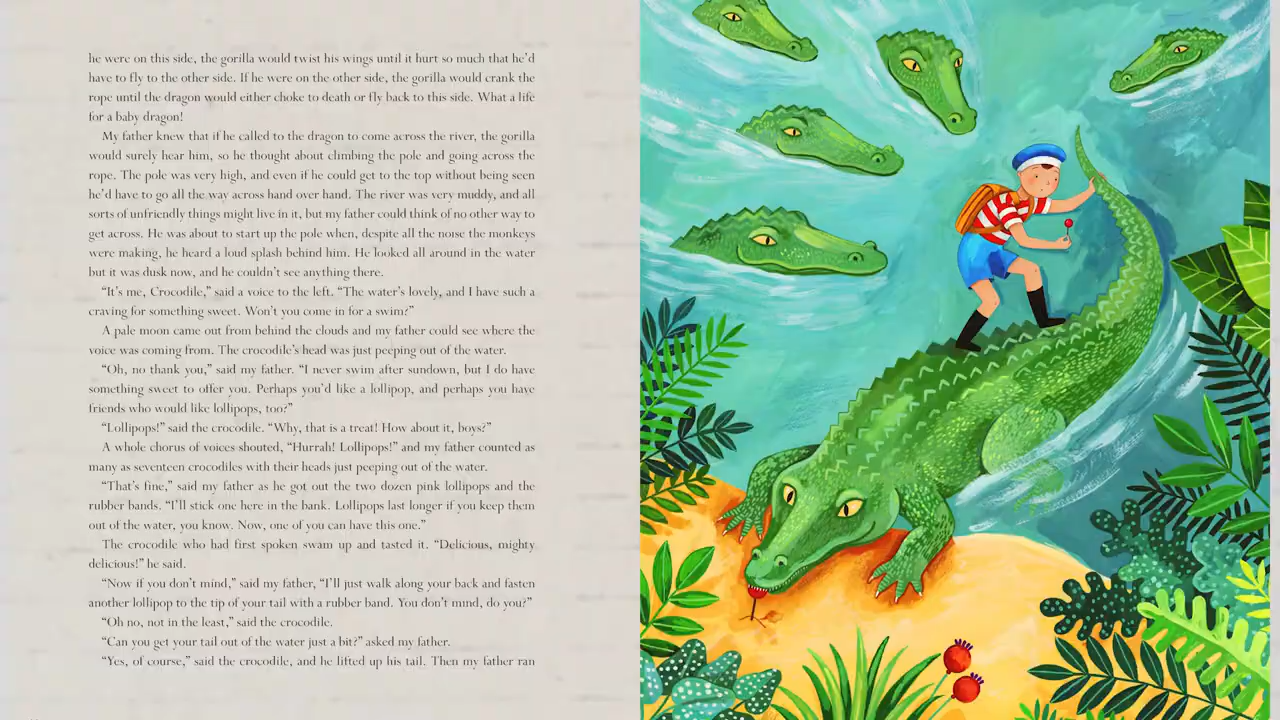 he were on this side, the gorilla would twist his wings until it hurt so much that he’d
have to fly to the other side. If he were on the other side, the gorilla would crank the
rope until the dragon would either choke to death or fly back to this side. What a life
for a baby dragon!
My father knew that if he called to the dragon to come across the river, the gorilla
would surely hear him, so he thought about climbing the pole and going across the
rope. The pole was very high, and even if he could get to the top without being seen
he’d have to go all the way across hand over hand. The river was very muddy, and all
sorts of unfriendly things might live in it, but my father could think of no other way to
get across. He was about to start up the pole when, despite all the noise the monkeys
were making, he heard a loud splash behind him. He looked all around in the water
but it was dusk now, and he couldn’t see anything there.
“It’s me, Crocodile,” said a voice to the left. “The water’s lovely, and I have such a
craving for something sweet. Won’t you come in for a swim?”
A pale moon came out from behind the clouds and my father could see where the
voice was coming from. The crocodile’s head was just peeping out of the water.
“Oh, no thank you,” said my father. “I never swim after sundown, but I do have
something sweet to offer you. Perhaps you’d like a lollipop, and perhaps you have
friends who would like lollipops, too?”
“Lollipops!” said the crocodile. “Why, that is a treat! How about it, boys?”
A whole chorus of voices shouted, “Hurrah! Lollipops!” and my father counted as
many as seventeen crocodiles with their heads just peeping out of the water.
“That’s fine,” said my father as he got out the two dozen pink lollipops and the
rubber bands. “I’ll stick one here in the bank. Lollipops last longer if you keep them
out of the water, you know. Now, one of you can have this one.”
The crocodile who had first spoken swam up and tasted it. “Delicious, mighty
delicious!” he said.
“Now if you don’t mind,” said my father, “I’ll just walk along your back and fasten
another lollipop to the tip of your tail with a rubber band. You don’t mind, do you?”
“Oh no, not in the least,” said the crocodile.
“Can you get your tail out of the water just a bit?” asked my father.
“Yes, of course,” said the crocodile, and he lifted up his tail. Then my father ran